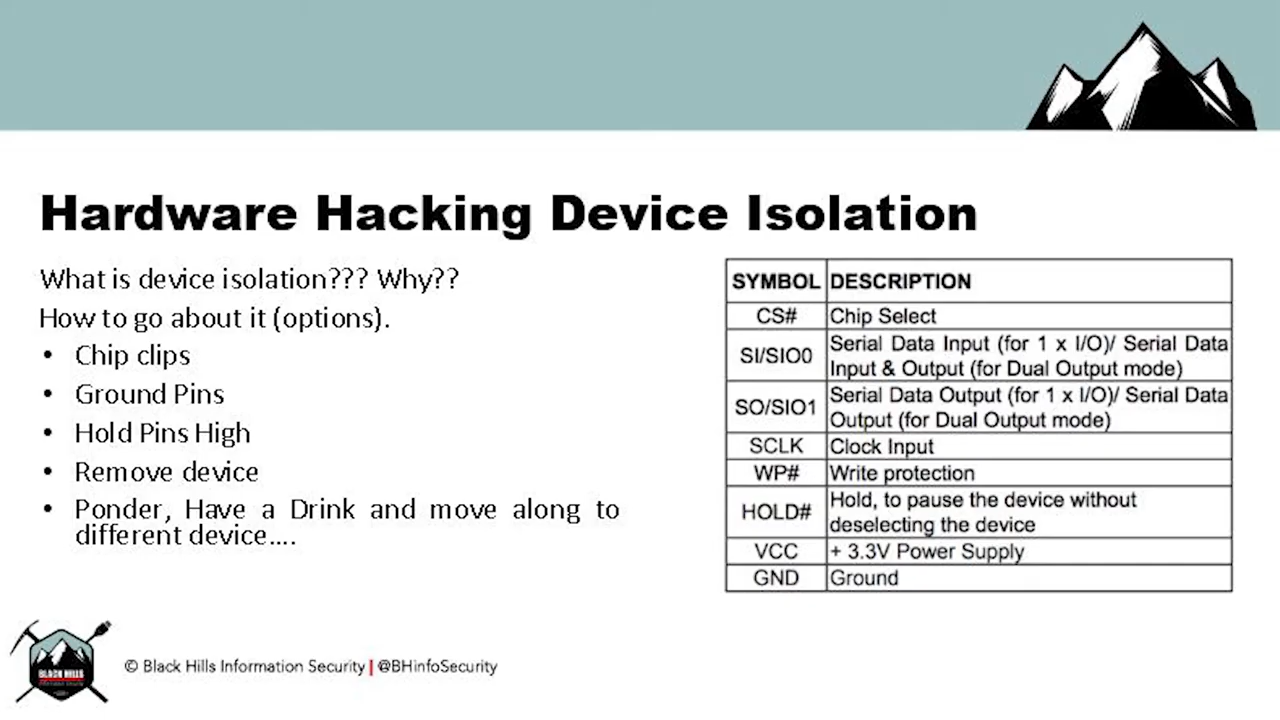 Hardware Hacking Device Isolation
What is device isolation??? Why??
How to go about it (options).
• Chip clips
• Ground Pins
• Hold Pins High
• Remove device
• Ponder, Have a Drink and move along to
different device....
SYMBOL DESCRIPTION
CS# Chip Select
SI/SIO0 Serial Data Input (for 1 x I/O)/ Serial Data
Input & Output (for Dual Output mode)
SO/SIO1 Serial Data Output (for 1 x I/O)/ Serial Data
Output (for Dual Output mode)
SCLK Clock Input
WP# Write protection
HOLD# Hold, to pause the device without
deselecting the device
VCC + 3.3V Power Supply
GND Ground
BLACK HILLS
© Black Hills Information Security | @BHinfoSecurity